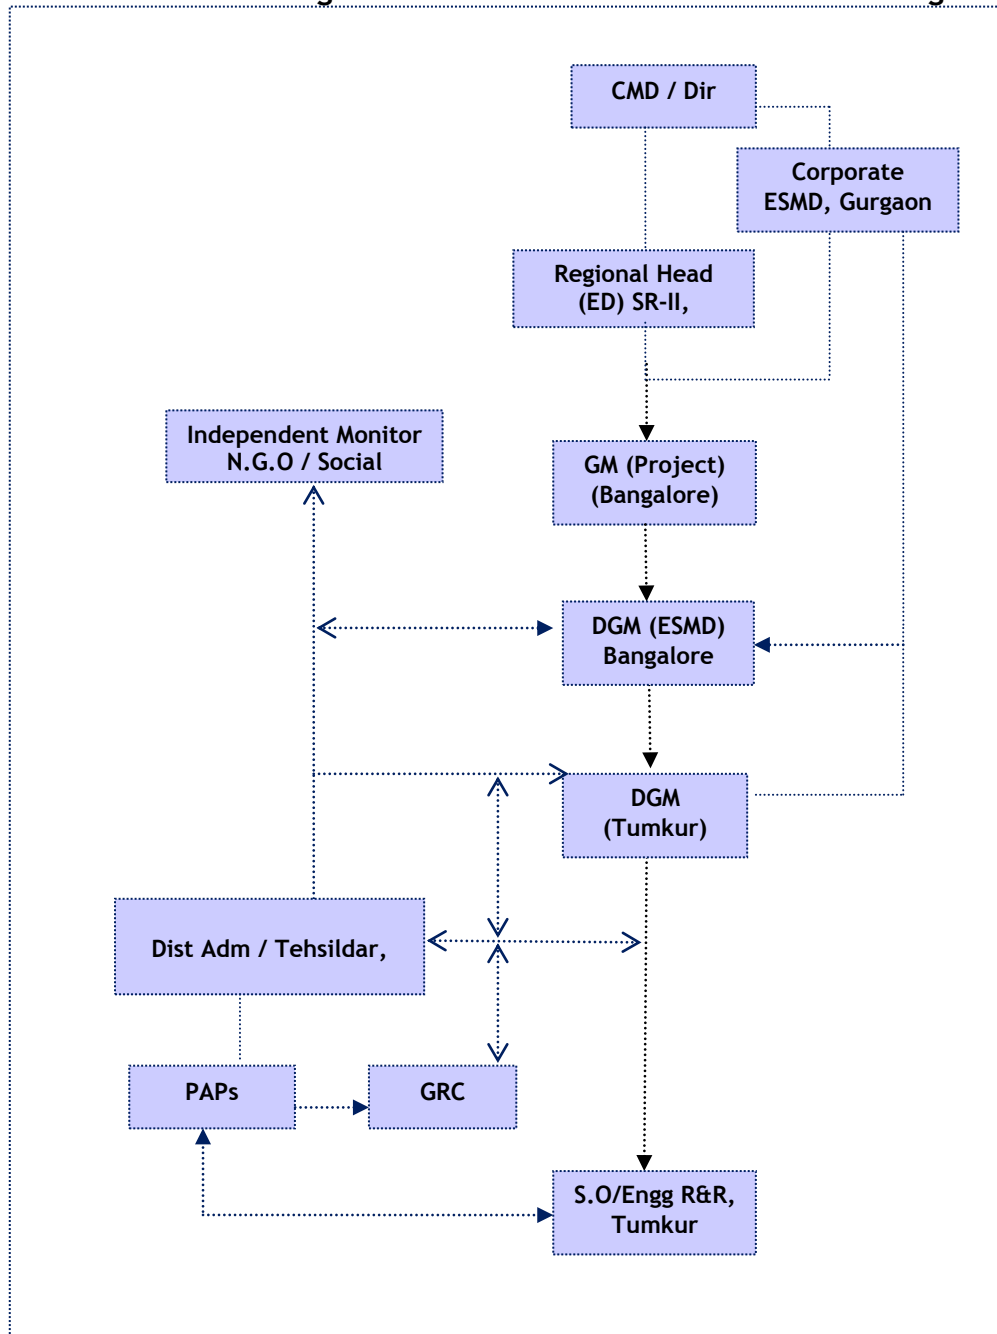 CMD / Dir
Corporate
ESMD, Gurgaon
Regional Head
(ED) SR-II,
Independent Monitor
N.G.O / Social
GM (Project)
(Bangalore)
DGM (ESMD)
Bangalore
DGM
(Tumkur)
Dist Adm / Tehsildar,
PAPs
GRC
S.O/Engg R&R,
Tumkur